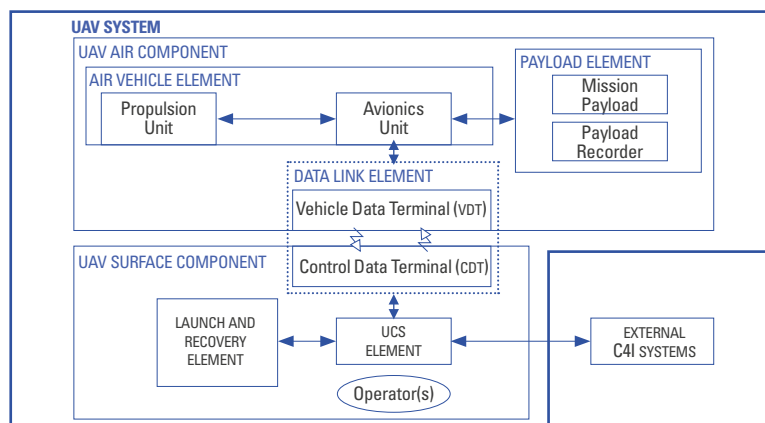 UAV SYSTEM
UAV AIR COMPONENT
AIR VEHICLE ELEMENT
Propulsion
Unit
Avionics
Unit
PAYLOAD ELEMENT
Mission
Payload
Payload
Recorder
DATA LINK ELEMENT
Vehicle Data Terminal (VDT)
UAV SURFACE COMPONENT
Control Data Terminal (CDT)
LAUNCH AND
RECOVERY
ELEMENT
UCS
ELEMENT
EXTERNAL
C4I SYSTEMS
Operator(s)